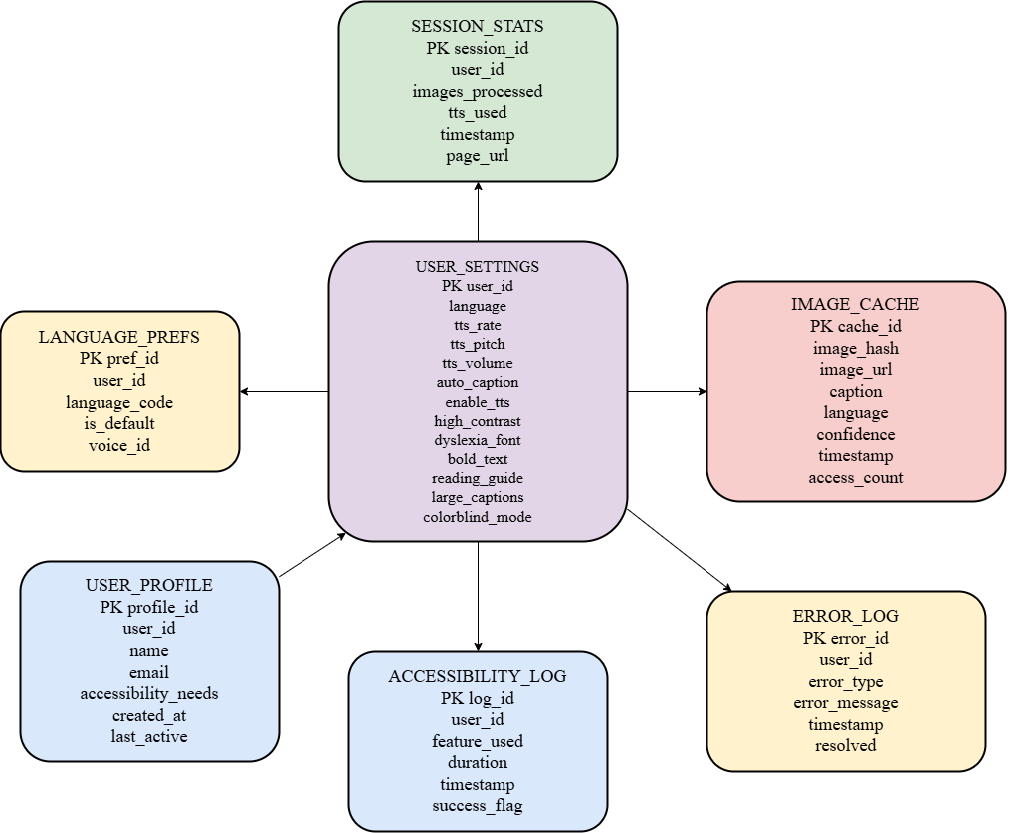 SESSION_STATS
PK session_id
user_id
images_processed
tts_used
timestamp
page_url
USER_SETTINGS
PK user_id
language
tts_rate
tts_pitch
tts_volume
auto_caption
enable_tts
high_contrast
dyslexia_font
bold_text
reading_guide
large_captions
colorblind_mode
LANGUAGE_PREFS
PK pref_id
user_id
language_code
is_default
voice_id
IMAGE_CACHE
PK cache_id
image_hash
image_url
caption
language
confidence
timestamp
access_count
USER_PROFILE
PK profile_id
user_id
name
email
accessibility_needs
created_at
last_active
ACCESSIBILITY_LOG
PK log_id
user_id
feature_used
duration
timestamp
success_flag
ERROR_LOG
PK error_id
user_id
error_type
error_message
timestamp
resolved